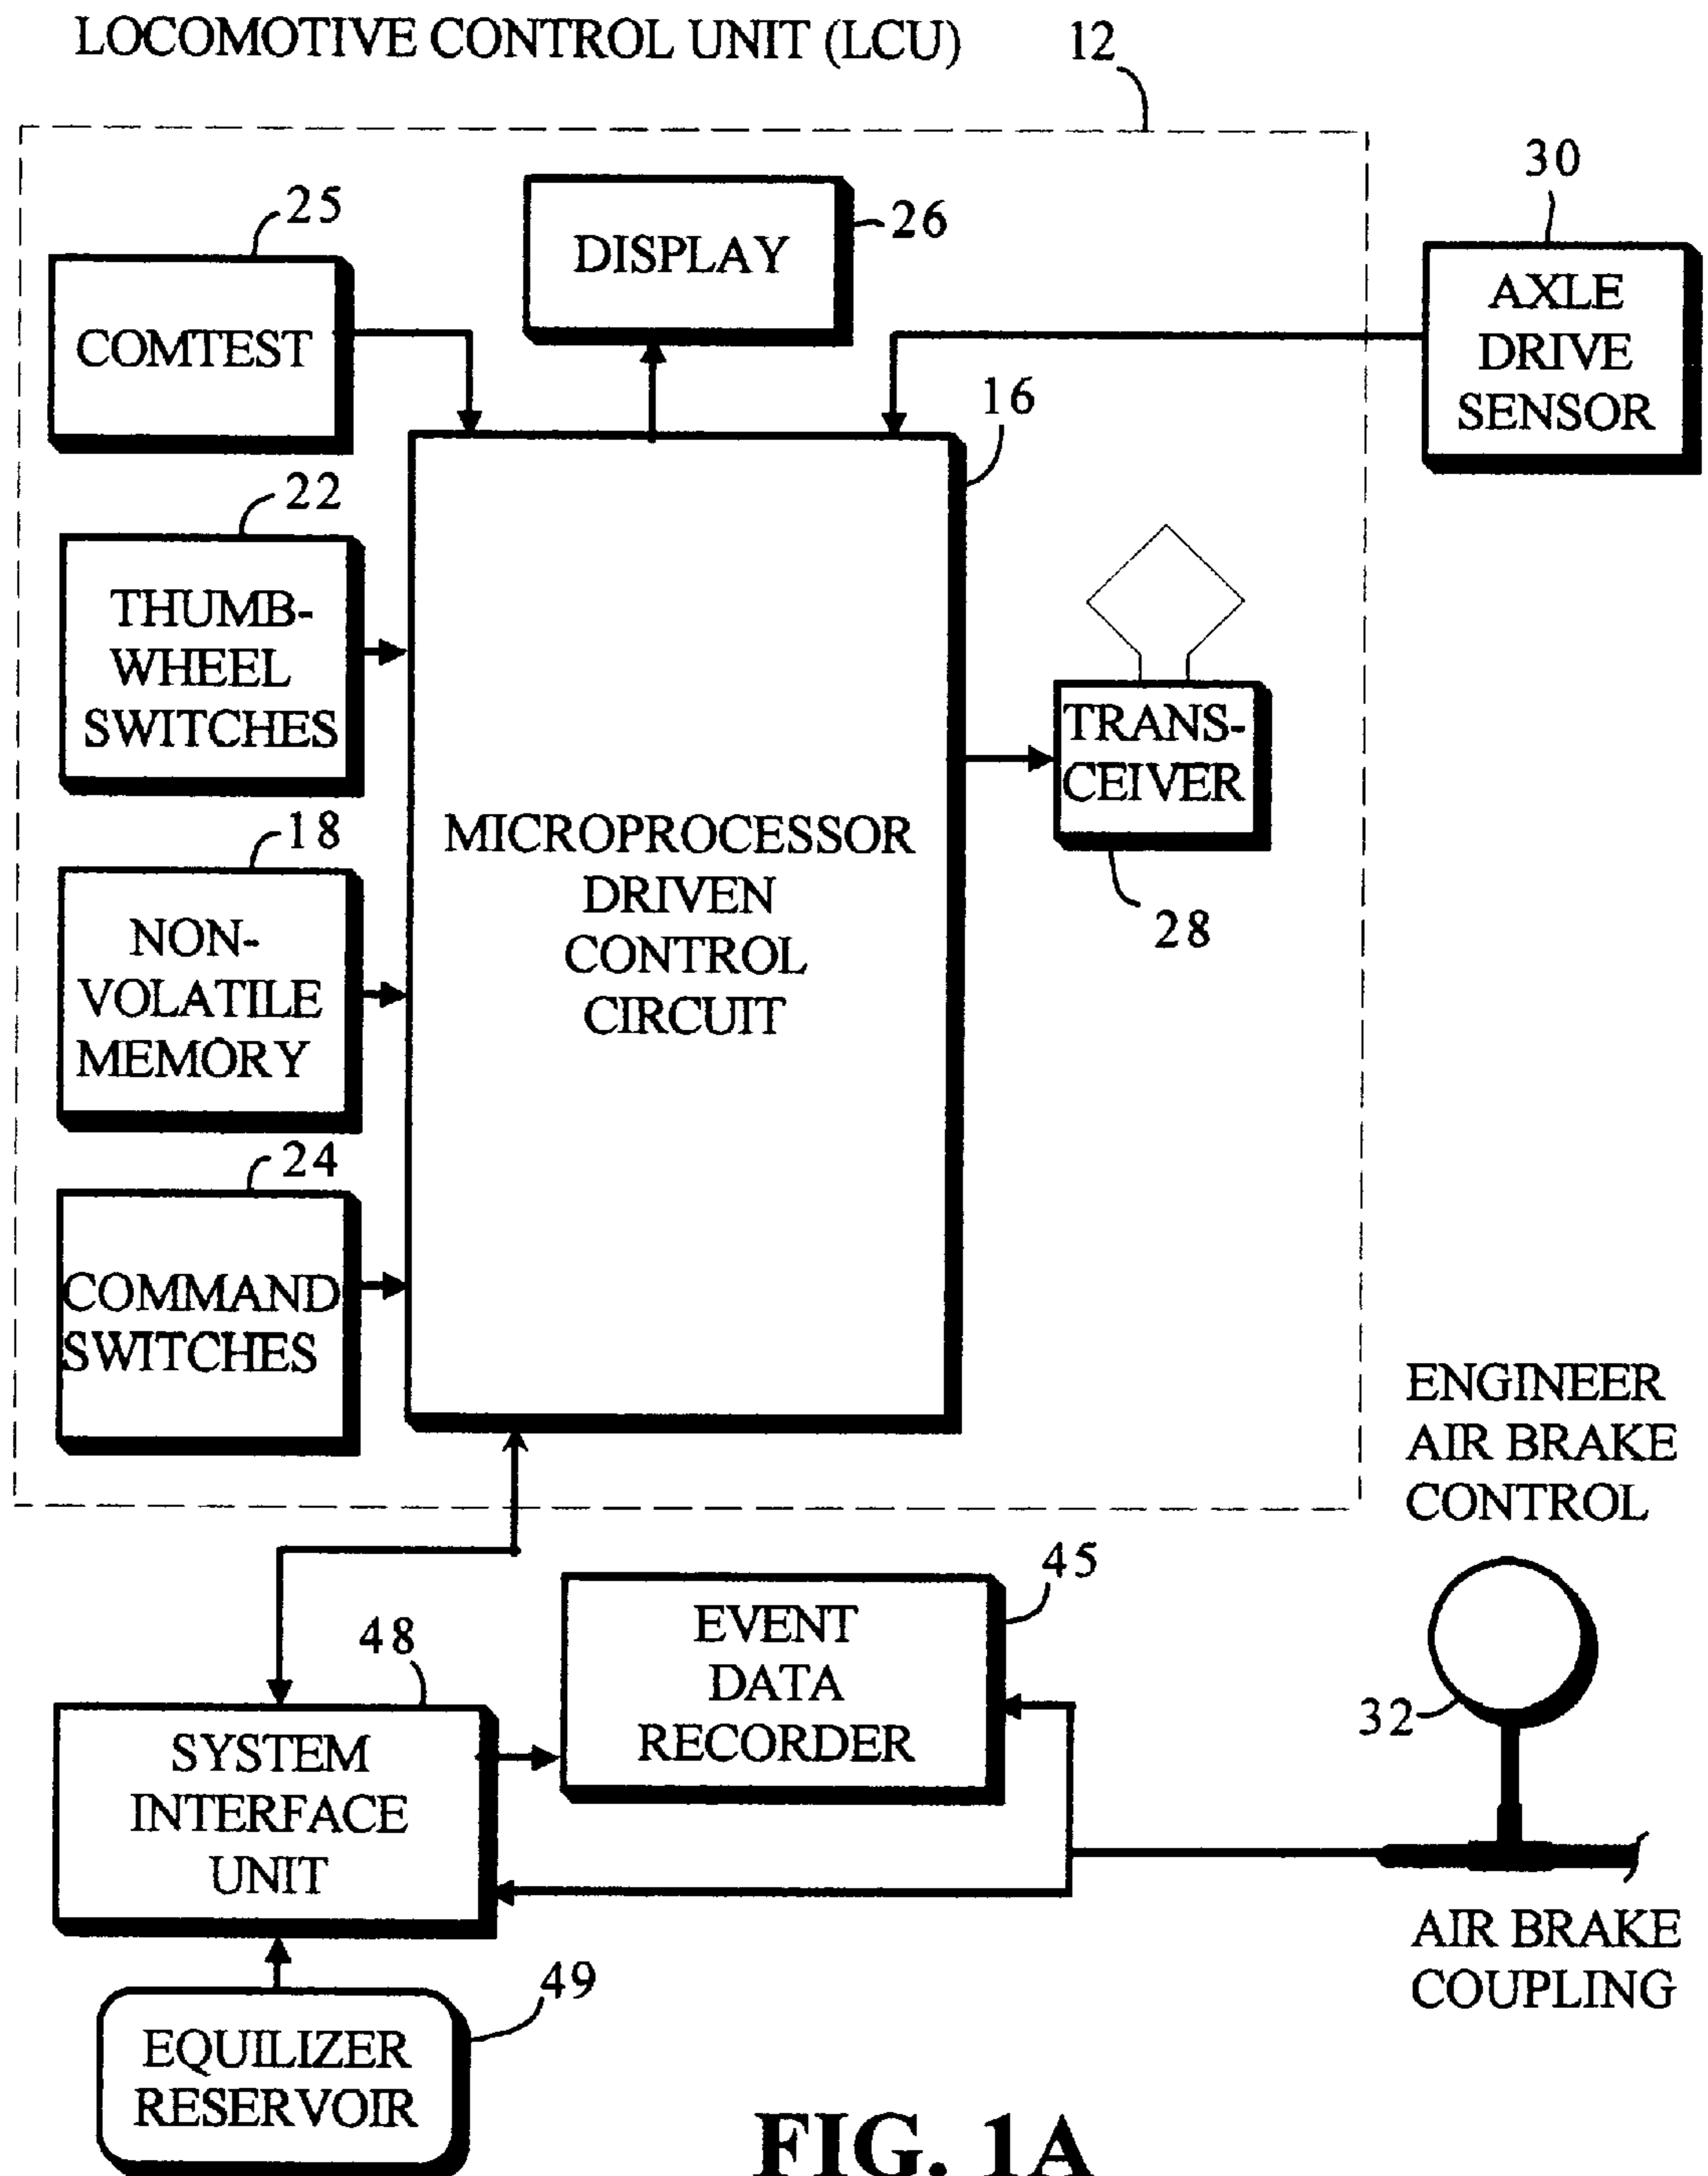 LOCOMOTIVE CONTROL UNIT (LCU)
12
25
COMTEST
DISPLAY
26
30
AXLE
DRIVE
SENSOR
16
22
THUMB-
WHEEL
SWITCHES
18
NON-
VOLATILE
MEMORY
24
COMMAND
SWITCHES
MICROPROCESSOR
DRIVEN
CONTROL
CIRCUIT
TRANS-
CEIVER
28
ENGINEER
AIR BRAKE
CONTROL
32
AIR BRAKE
COUPLING
45
EVENT
DATA
RECORDER
48
SYSTEM
INTERFACE
UNIT
49
EQUILIZER
RESERVOIR
FIG. 1A